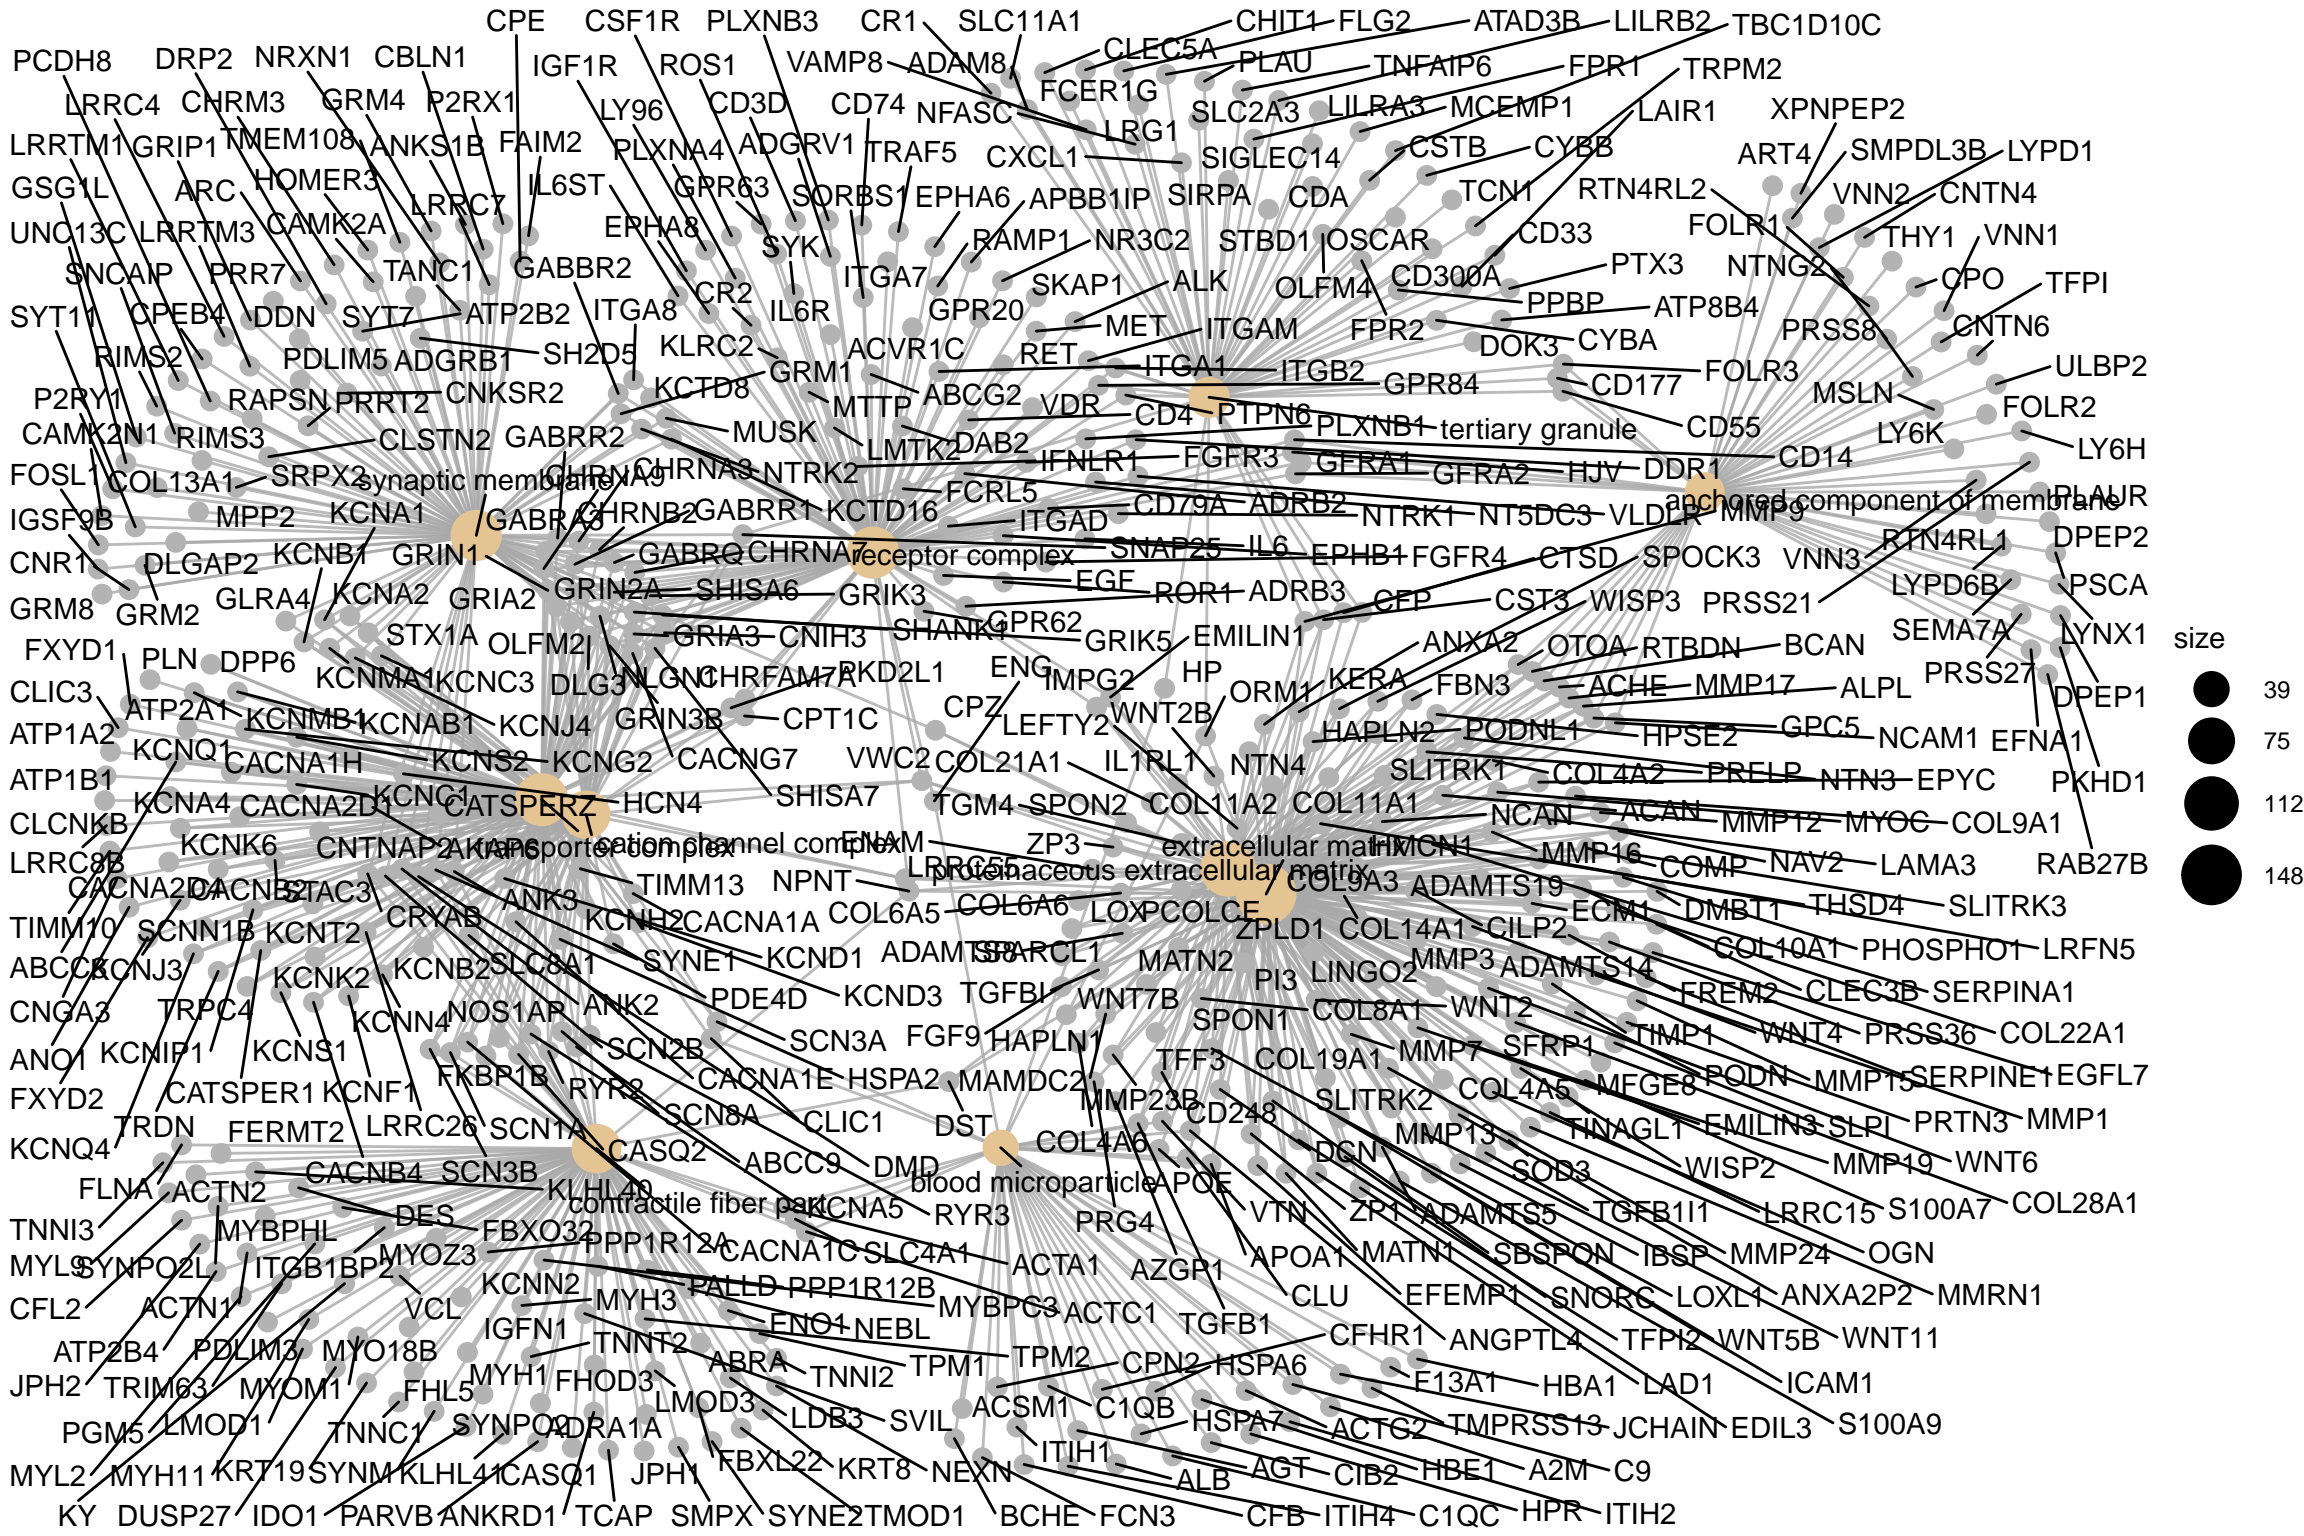 CPE CSF1R PLXNB3 CR1 SLC11A1 CHIT1 FLG2 ATAD3B LILRB2 TBC1D10C
PCDH8 DRP2 NRXN1 CBLN1 IGF1R ROS1 VAMP8 ADAM8 CLEC5A PLAU TNFAIP6 FPR1 TRPM2
LRRC4 CHRM3 GRM4 P2RX1 LY96 CD3D CD74 NFASC FCER1G SLC2A3 LILRA3 MCEMP1 LAIR1 XPNPEP2
LRRTM1 GRIP1 TMEM108 ANKS1B FAIM2 PLXNA4 ADGRV1 TRAF5 CXCL1 LRG1 SIGLEC14 CSTB CYBB ART4 SMPDL3B LYPD1
GSG1L ARC HOMER3 LRRC7 IL6ST GPR63 SORBS1 EPHA6 APBB1IP SIRPA CDA TCN1 RTN4RL2 VNN2 CNTN4
UNC13C LRRTM3 CAMK2A EPHA8 SYK RAMP1 NR3C2 STBD1 OSCAR CD33 FOLR1 THY1 VNN1
SNCAIP PRR7 TANC1 GABBR2 ITGA7 SKAP1 ALK OLFM4 CD300A PTX3 NTNG2 CPO TFPI
SYT11 CPEB4 DDN SYT7 ATP2B2 ITGA8 CR2 IL6R GPR20 MET ITGAM FPR2 PPBP ATP8B4 PRSS8 CNTN6
RIMS2 PDLIM5 ADGRB1 SH2D5 KLRC2 ACVR1C RET ITGA1 DOK3 CYBA
P2RY1 RAPSN PRRT2 CNKSR2 KCTD8 GRM1 MTTP ABCG2 VDR ITGB2 GPR84 CD177 FOLR3 MSLN ULBP2
CAMK2N1 RIMS3 CLSTN2 GABRR2 MUSK LMTK2 DAB2 CD4 PTPN6 PLXNB1 tertiary granule CD55 LY6K FOLR2
FOSL1 COL13A1 SRPX2 synaptic membrane CHRNA9 CHRNA3 NTRK2 IFNLR1 FGFR3 GFRA1 GFRA2 HJV DDR1 CD14 LY6H
IGSF9B MPP2 KCNA1 GABRA3 CHRNB2 GABRR1 KCTD16 FCRL5 CD79A ADRB2 anchored component of membrane PLAUR
CNR1 DLGAP2 KCNB1 GRIN1 GABRQ CHRNA7 receptor complex ITGAD SNAP25 IL6 NTRK1 NT5DC3 VLDLR MMP9 RTN4RL1 DPEP2
GRM8 GRM2 GLRA4 KCNA2 GRIA2 GRIN2A SHISA6 GRIK3 EGF ROR1 ADRB3 EPHB1 FGFR4 CTSD SPOCK3 VNN3 LYPD6B PSCA
FXYD1 PLN DPP6 STX1A OLFM2 GRIA3 CNIH3 SHANK1 GPR62 GRIK5 EMILIN1 CFP CST3 WISP3 PRSS21 SEMA7A LYNX1
CLIC3 KCNMA1 KCNC3 DLG3 NLGN1 CHRFAM7A PKD2L1 ENG IMPG2 HP KERA ANXA2 OTOA RTBDN BCAN PRSS27 DPEP1
ATP1A2 ATP2A1 KCNMB1 KCNAB1 KCNJ4 GRIN3B CPT1C CPZ LEFTY2 WNT2B ORM1 FBN3 ACHE MMP17 ALPL
KCNQ1 CACNA1H KCNS2 KCNG2 CACNG7 VWC2 COL21A1 IL1RL1 NTN4 HAPLN2 PODNL1 HPSE2 GPC5 NCAM1 EFNA1
ATP1B1 KCNA4 CACNA2D1 KCNC1 CATSPERZ HCN4 SHISA7 TGM4 SPON2 COL11A2 COL11A1 SLITRK1 COL4A2 PRELP NTN3 EPYC PKHD1
CLCNKB KCNK6 CNTNAP2 AKAP6 transporter complex cation channel complex ENAM ZP3 extracellular matrix HMCN1 NCAN ACAN MMP12 MYOC COL9A1
LRRC8B CACNA2D4 CACNB2 STAC3 ANK3 TIMM13 NPNT LRRC55 proteinaceous extracellular matrix COL9A3 ADAMTS19 MMP16 COMP NAV2 LAMA3 RAB27B
TIMM10 SCNN1B KCNT2 CRYAB KCNH2 CACNA1A COL6A5 COL6A6 LOX PCOLCE ZPLD1 COL14A1 CILP2 ECM1 DMBT1 THSD4 SLITRK3
ABCC8 KCNJ3 KCNK2 KCNB2 SLC8A1 SYNE1 KCND1 ADAMTS8 SPARCL1 MATN2 PI3 LINGO2 MMP3 ADAMTS14 COL10A1 PHOSPHO1 LRFN5
CNGA3 TRPC4 KCNN4 NOS1AP ANK2 PDE4D KCND3 TGFBI WNT7B SPON1 COL8A1 WNT2 FREM2 CLEC3B SERPINA1
ANO1 KCNIP1 KCNS1 FKBP1B SCN2B SCN3A FGF9 HAPLN1 TFF3 COL19A1 MMP7 SFRP1 TIMP1 WNT4 PRSS36 COL22A1
FXYD2 CATSPER1 KCNF1 RYR2 CACNA1E HSPA2 MAMDC2 MMP23B CD248 SLITRK2 COL4A5 MFGE8 PODN MMP15 SERPINE1 EGFL7
KCNQ4 TRDN FERMT2 LRRC26 SCN1A SCN8A CLIC1 DST COL4A6 DCN MMP13 TINAGL1 EMILIN3 SLPI PRTN3 MMP1
FLNA ACTN2 CACNB4 SCN3B CASQ2 ABCC9 DMD blood microparticle APOE SOD3 WISP2 MMP19 WNT6
TNNI3 MYBPHL DES KLHL40 contractile fiber part KCNA5 RYR3 PRG4 VTN ZP1 ADAMTS5 TGFB1I1 LRRC15 S100A7 COL28A1
MYL9 SYNPO2L ITGB1BP2 MYOZ3 FBXO32 PPP1R12A CACNA1C SLC4A1 ACTA1 AZGP1 APOA1 MATN1 SBSPON IBSP MMP24 OGN
CFL2 ACTN1 VCL KCNN2 MYH3 PALLD PPP1R12B MYBPC3 ACTC1 TGFB1 CLU EFEMP1 SNORC LOXL1 ANXA2P2 MMRN1
ATP2B4 PDLIM3 MYO18B IGFN1 TNNT2 ENO1 NEBL TPM1 TPM2 CPN2 CFHR1 ANGPTL4 TFPI2 WNT5B WNT11
JPH2 TRIM63 MYOM1 FHL5 MYH1 FHOD3 ABRA TNNI2 ACSM1 C1QB HSPA6 F13A1 HBA1 LAD1 ICAM1
PGM5 LMOD1 TNNC1 SYNPO2 ADRA1A LMOD3 LDB3 SVIL ITIH1 HSPA7 ACTG2 TMPRSS13 JCHAIN EDIL3 S100A9
MYL2 MYH11 KRT19 SYNM KLHL41 CASQ1 JPH1 FBXL22 KRT8 NEXN ALB AGT CIB2 HBE1 A2M C9
KY DUSP27 IDO1 PARVB ANKRD1 TCAP SMPX SYNE2 TMOD1 BCHE FCN3 CFB ITIH4 C1QC HPR ITIH2
size
39
75
112
148